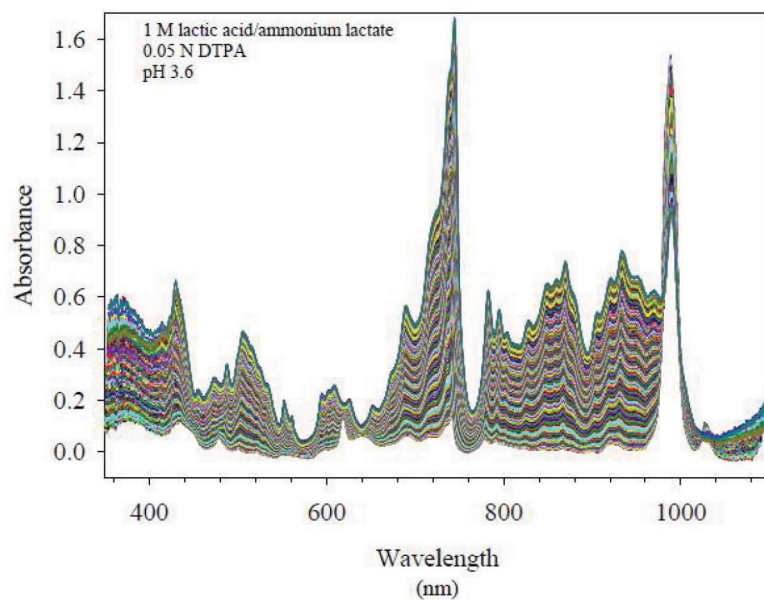 1 M lactic acid/ammonium lactate
0.05 N DTPA
pH 3.6
1.6
1.4
1.2
1.0
0.8
0.6
0.4
0.2
0.0
Absorbance
400
600
800
1000
Wavelength
(nm)